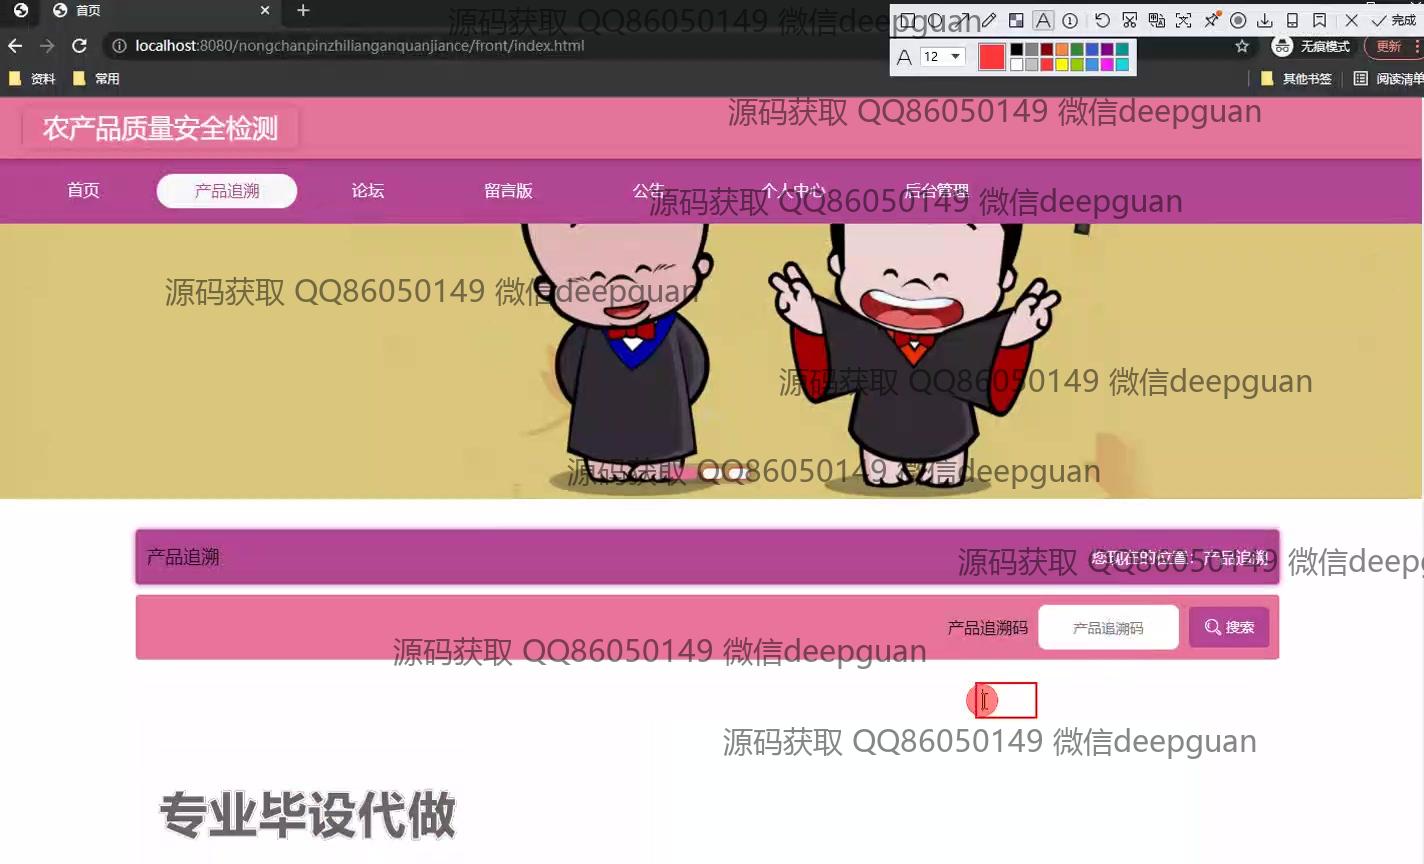 首页
源码获取 QQ86050149 微信deepguan
完成
localhost:8080/nongchanpinzhilianganquanjiance/front/index.html
A 12
无痕模式
更新
资料
常用
其他书签
阅读清单
源码获取 QQ86050149 微信deepguan
农产品质量安全检测
首页
产品追溯
论坛
留言版
公告
个人中心
后台管理
源码获取 QQ86050149 微信deepguan
源码获取 QQ86050149 微信deepguan
源码获取 QQ86050149 微信deepguan
源码获取 QQ86050149 微信deepguan
产品追溯
您现在的位置：产品追溯
源码获取 QQ86050149 微信deepg
产品追溯码
产品追溯码
搜索
源码获取 QQ86050149 微信deepguan
源码获取 QQ86050149 微信deepguan
专业毕设代做